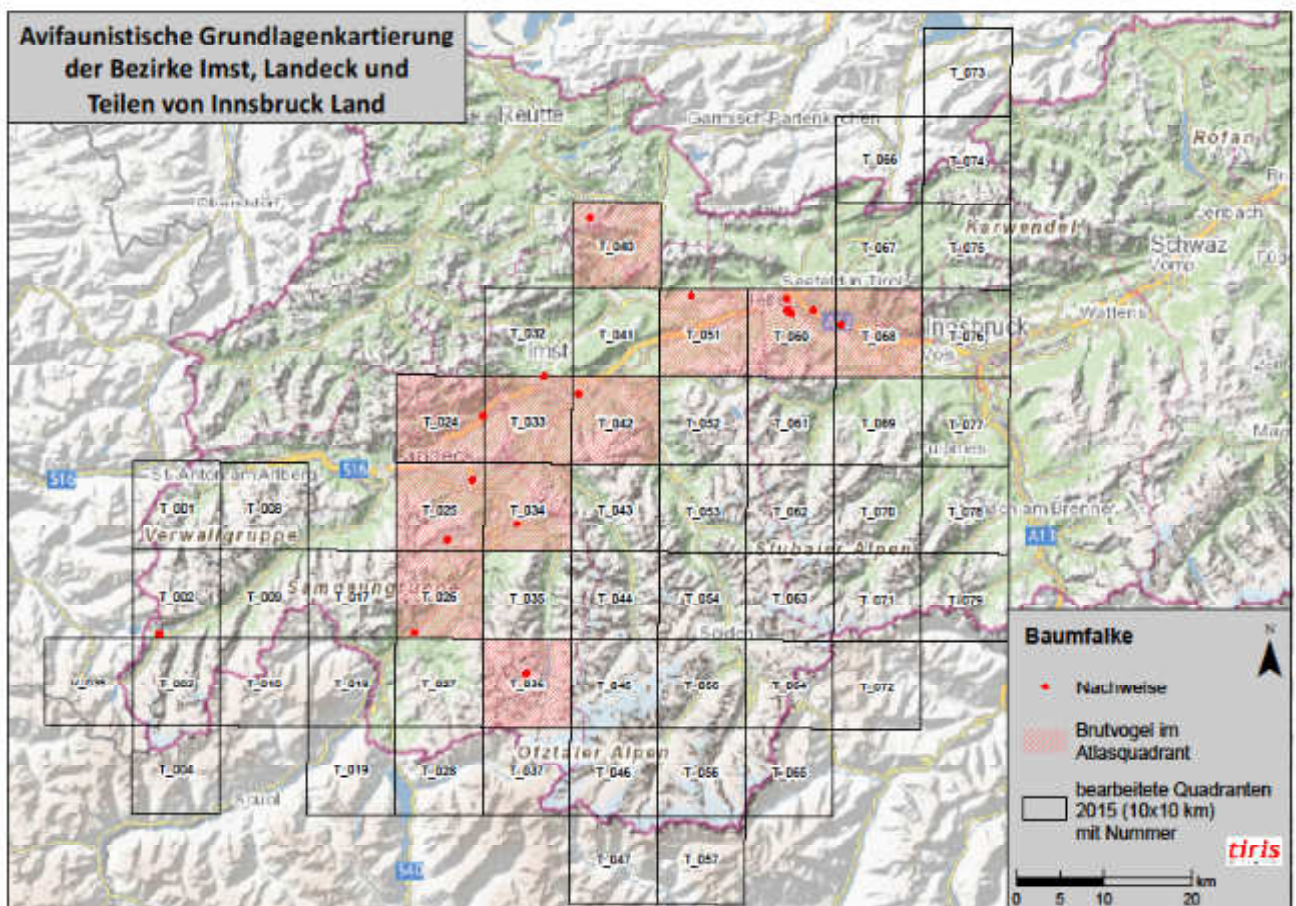 Avifaunistische Grundlagenkartierung
der Bezirke Imst, Landeck und
Teilen von Innsbruck Land
T_073
Reutte
Garmisch-Partenkirchen
Rofan
T_066
T_074
Oberstdorf
Jenbach
T_040
T_067
Karwendel
T_075
Schwaz
Vomp
Seefeld in Tirol
T_032
T_041
T_051
T_060
T_068
Innsbruck
T_076
Wattens
Imst
T_024
T_033
T_042
T_052
T_061
T_069
T_077
S16
St. Anton am Arlberg
S16
T_001
T_008
T_025
T_034
T_043
T_053
T_062
T_070
T_078
Verwallgruppe
Stubaier Alpen
A13
Samnaungruppe
T_002
T_009
T_017
T_026
T_035
T_044
T_054
T_063
T_071
T_079
Sölden
T_003
T_010
T_018
T_027
T_036
T_045
T_055
T_064
T_072
Ötztaler Alpen
T_004
T_019
T_028
T_037
T_046
T_056
T_065
S40
T_047
T_057
Baumfalke
N
Nachweise
Brutvogel im
Atlasquadrant
bearbeitete Quadranten
2015 (10x10 km)
mit Nummer
tiris
km
0 5 10 20